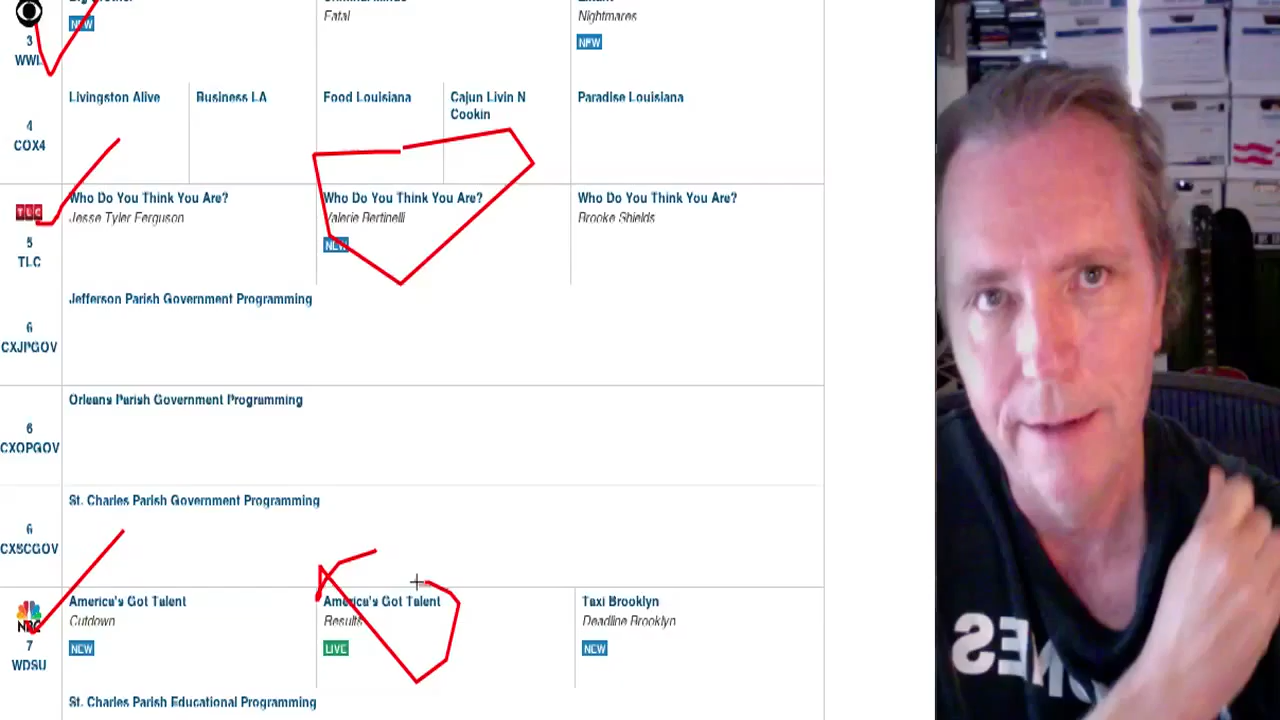 Fatal
Nightmares
NEW
NEW
3
WWL
Livingston Alive
Business LA
Food Louisiana
Cajun Livin N
Cookin
Paradise Louisiana
4
COX4
Who Do You Think You Are?
Who Do You Think You Are?
Who Do You Think You Are?
TLC
Jesse Tyler Ferguson
Valerie Bertinelli
Brooke Shields
NEW
5
TLC
Jefferson Parish Government Programming
6
CXJPGOV
Orleans Parish Government Programming
6
CXOPGOV
St. Charles Parish Government Programming
6
CXSCGOV
America's Got Talent
America's Got Talent
Taxi Brooklyn
Cutdown
Results
Deadline Brooklyn
NBC
7
WDSU
NEW
LIVE
NEW
St. Charles Parish Educational Programming